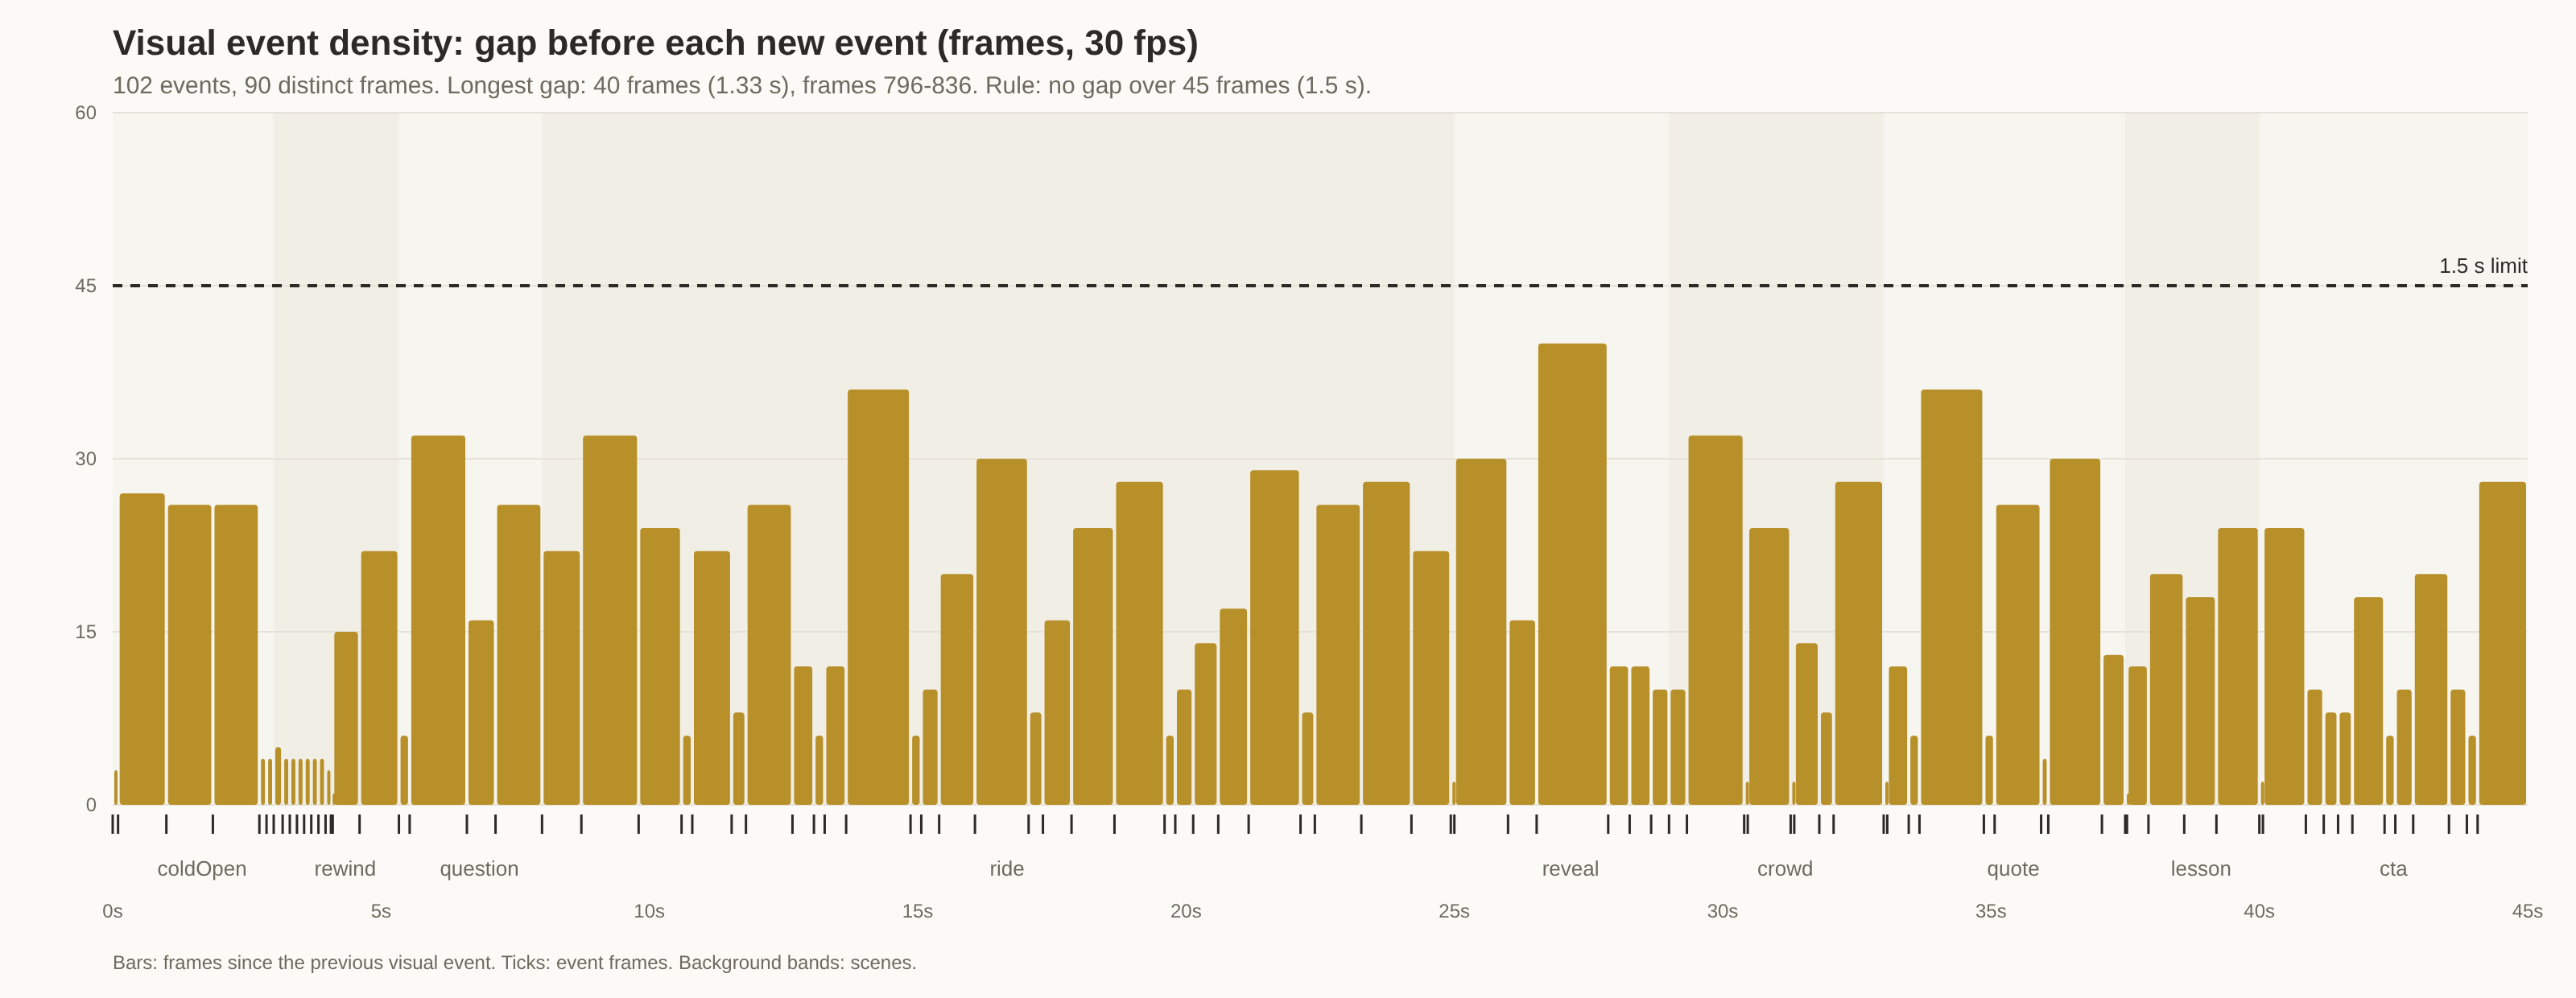 Visual event density: gap before each new event (frames, 30 fps)
102 events, 90 distinct frames. Longest gap: 40 frames (1.33 s), frames 796-836. Rule: no gap over 45 frames (1.5 s).
60
1.5 s limit
45
30
15
0
coldOpen rewind question ride reveal crowd quote lesson cta
0s 5s 10s 15s 20s 25s 30s 35s 40s 45s
Bars: frames since the previous visual event. Ticks: event frames. Background bands: scenes.